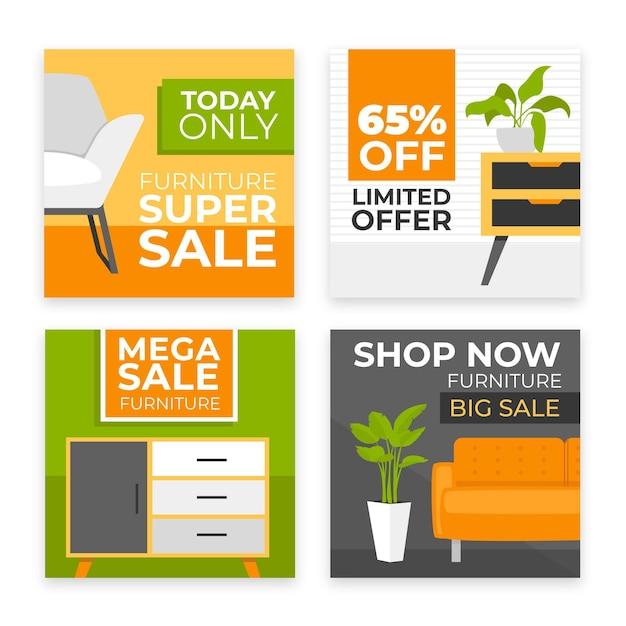 TODAY
ONLY
FURNITURE
SUPER
SALE
65%
OFF
LIMITED
OFFER
MEGA
SALE
FURNITURE
SHOP NOW
FURNITURE
BIG SALE